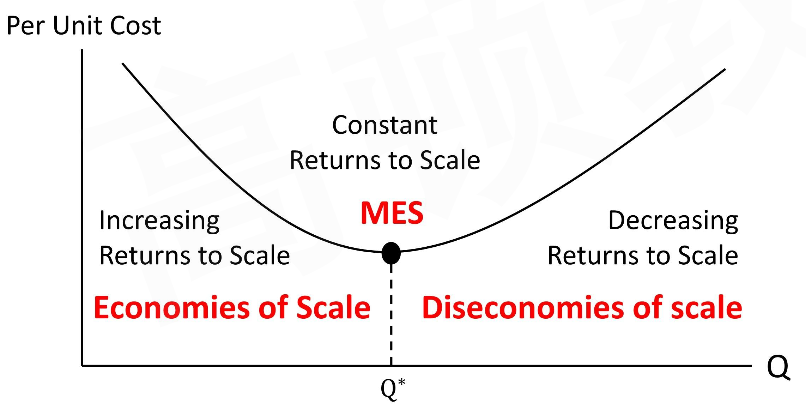 Per Unit Cost
Constant
Returns to Scale
MES
Increasing
Returns to Scale
Decreasing
Returns to Scale
Economies of Scale
Diseconomies of scale
Q
Q*